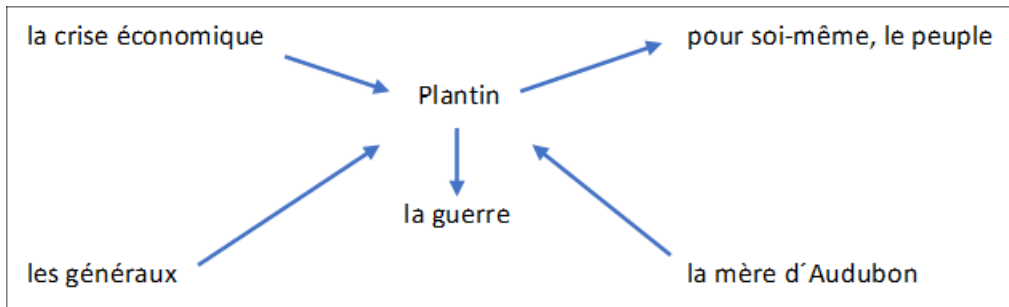 la crise économique
pour soi-même, le peuple
Plantin
la guerre
les généraux
la mère d´Audubon